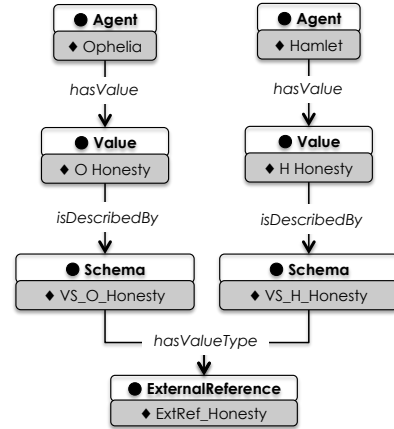 ● Agent
♦ Ophelia
● Agent
♦ Hamlet
hasValue
hasValue
● Value
♦ O Honesty
● Value
♦ H Honesty
isDescribedBy
isDescribedBy
● Schema
♦ VS_O_Honesty
● Schema
♦ VS_H_Honesty
hasValueType
● ExternalReference
♦ ExtRef_Honesty